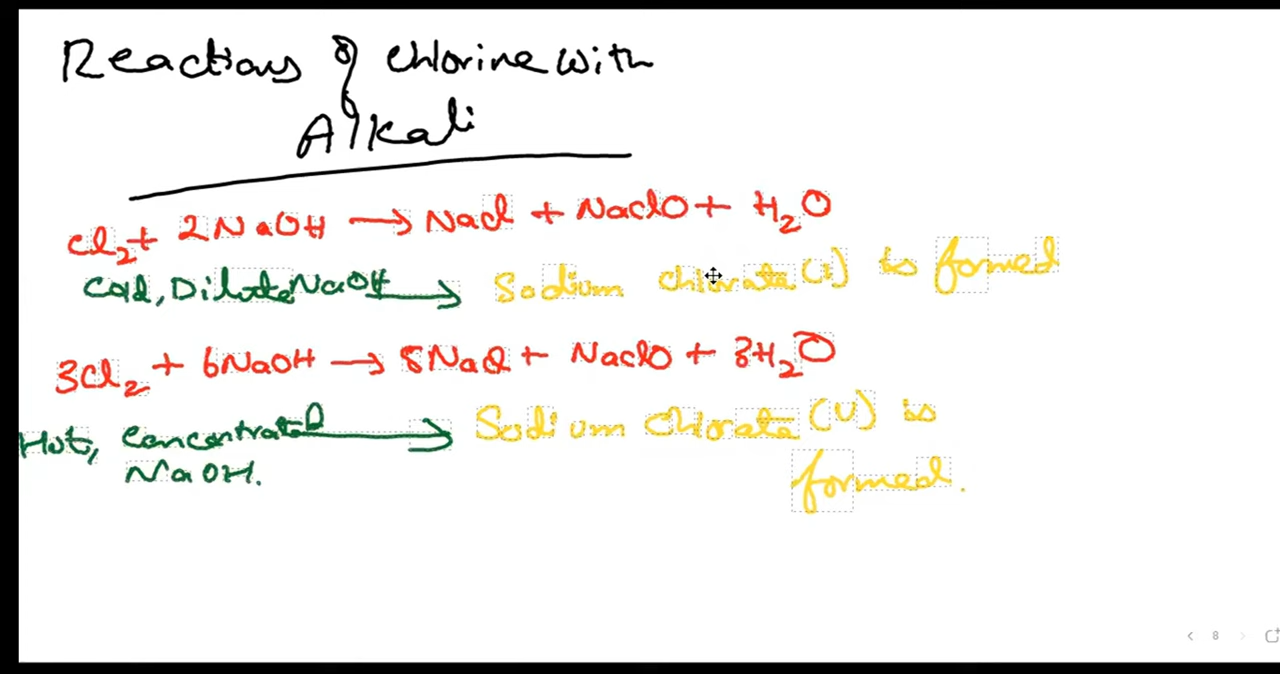 Reactions of Chlorine with
Alkali
Cl₂ + 2NaOH → NaCl + NaClO + H₂O
Cold, Dilute NaOH → Sodium Chlorate (I) is formed
3Cl₂ + 6NaOH → 5NaCl + NaClO + 3H₂O
Hot, Concentrated → Sodium Chlorate (V) is
NaOH. formed.
8